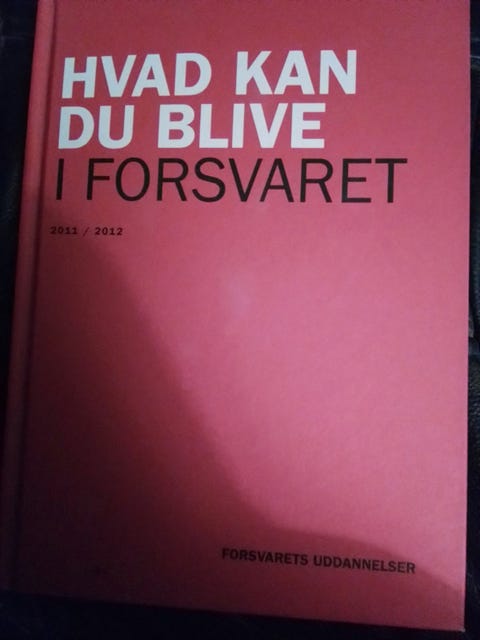 HVAD KAN
DU BLIVE
I FORSVARET
2011 / 2012
FORSVARETS UDDANNELSER